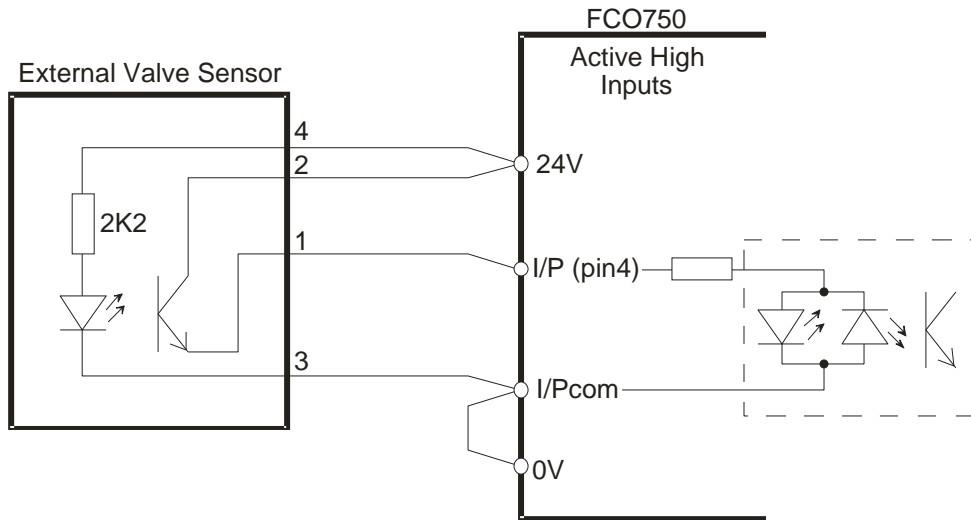 FCO750
Active High
Inputs
External Valve Sensor
4
2
24V
2K2
1
I/P (pin4)
3
I/Pcom
0V